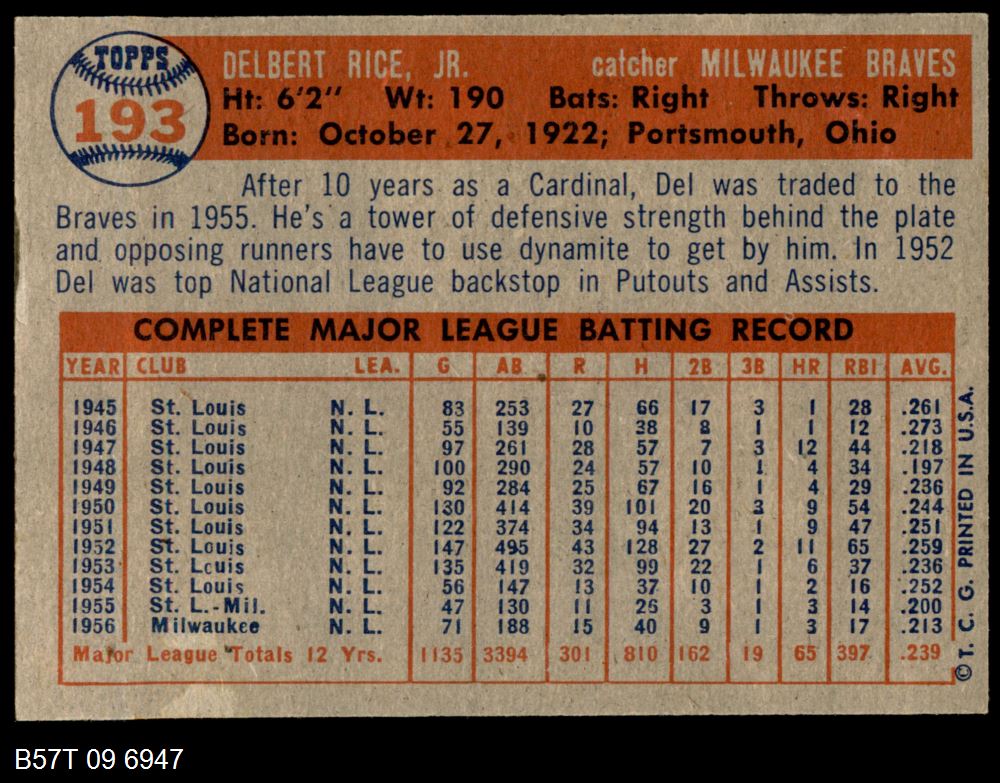 TOPPS
193
DELBERT RICE, JR. catcher MILWAUKEE BRAVES
Ht: 6'2" Wt: 190 Bats: Right Throws: Right
Born: October 27, 1922; Portsmouth, Ohio
After 10 years as a Cardinal, Del was traded to the
Braves in 1955. He's a tower of defensive strength behind the plate
and opposing runners have to use dynamite to get by him. In 1952
Del was top National League backstop in Putouts and Assists.
COMPLETE MAJOR LEAGUE BATTING RECORD
YEAR CLUB LEA. G AB R H 2B 3B HR RBI AVG.
1945 St. Louis N. L. 83 253 27 66 17 3 1 28 .261
1946 St. Louis N. L. 55 139 10 38 8 1 1 12 .273
1947 St. Louis N. L. 97 261 28 57 7 3 12 44 .218
1948 St. Louis N. L. 100 290 24 57 10 1 4 34 .197
1949 St. Louis N. L. 92 284 25 67 16 1 4 29 .236
1950 St. Louis N. L. 130 414 39 101 20 3 9 54 .244
1951 St. Louis N. L. 122 374 34 94 13 1 9 47 .251
1952 St. Louis N. L. 147 495 43 128 27 2 11 65 .259
1953 St. Louis N. L. 135 419 32 99 22 1 6 37 .236
1954 St. Louis N. L. 56 147 13 37 10 1 2 16 .252
1955 St. L.-Mil. N. L. 47 130 11 26 3 1 3 14 .200
1956 Milwaukee N. L. 71 188 15 40 9 1 3 17 .213
Major League Totals 12 Yrs. 1135 3394 301 810 162 19 65 397 .239
© T. C. G. PRINTED IN U.S.A.
B57T 09 6947